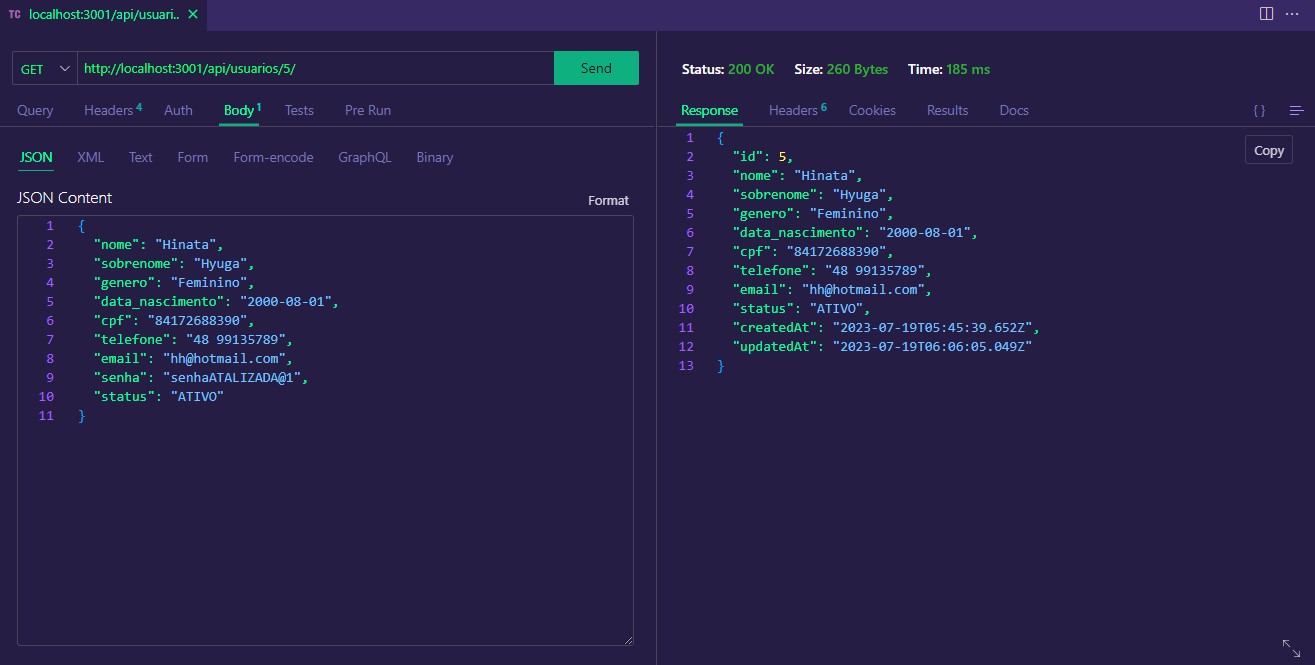 TC localhost:3001/api/usuari.. ×
GET http://localhost:3001/api/usuarios/5/ Send
Query Headers 4 Auth Body 1 Tests Pre Run
JSON XML Text Form Form-encode GraphQL Binary
JSON Content Format
1 {
2 "nome": "Hinata",
3 "sobrenome": "Hyuga",
4 "genero": "Feminino",
5 "data_nascimento": "2000-08-01",
6 "cpf": "84172688390",
7 "telefone": "48 99135789",
8 "email": "hh@hotmail.com",
9 "senha": "senhaATALIZADA@1",
10 "status": "ATIVO"
11 }
Status: 200 OK Size: 260 Bytes Time: 185 ms
Response Headers 6 Cookies Results Docs { }
Copy
1 {
2 "id": 5,
3 "nome": "Hinata",
4 "sobrenome": "Hyuga",
5 "genero": "Feminino",
6 "data_nascimento": "2000-08-01",
7 "cpf": "84172688390",
8 "telefone": "48 99135789",
9 "email": "hh@hotmail.com",
10 "status": "ATIVO",
11 "createdAt": "2023-07-19T05:45:39.652Z",
12 "updatedAt": "2023-07-19T06:06:05.049Z"
13 }